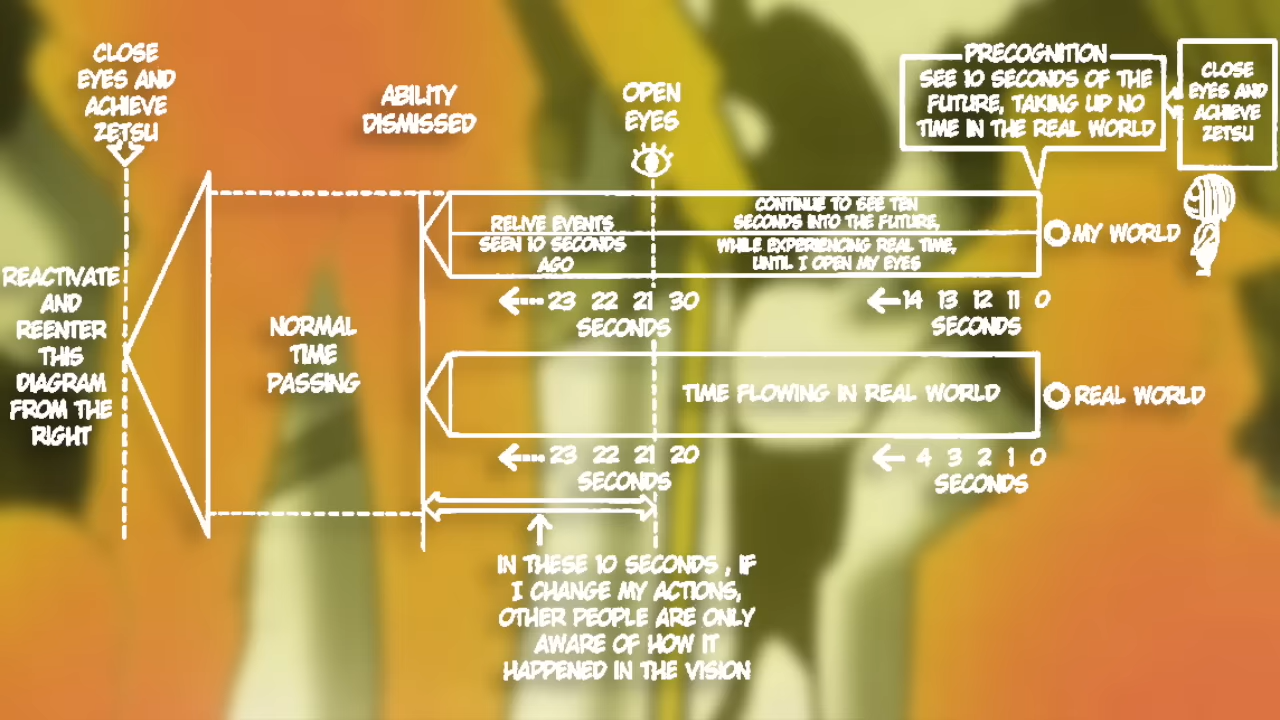 CLOSE
EYES AND
ACHIEVE
ZETSU
ABILITY
DISMISSED
OPEN
EYES
PRECOGNITION
SEE 10 SECONDS OF THE
FUTURE, TAKING UP NO
TIME IN THE REAL WORLD
CLOSE
EYES AND
ACHIEVE
ZETSU
RELIVE EVENTS
SEEN 10 SECONDS
AGO
CONTINUE TO SEE TEN
SECONDS INTO THE FUTURE,
WHILE EXPERIENCING REAL TIME,
UNTIL I OPEN MY EYES
MY WORLD
23 22 21 30
SECONDS
14 13 12 11 0
SECONDS
REACTIVATE
AND
REENTER
THIS
DIAGRAM
FROM THE
RIGHT
NORMAL
TIME
PASSING
TIME FLOWING IN REAL WORLD
REAL WORLD
23 22 21 20
SECONDS
4 3 2 1 0
SECONDS
IN THESE 10 SECONDS , IF
I CHANGE MY ACTIONS,
OTHER PEOPLE ARE ONLY
AWARE OF HOW IT
HAPPENED IN THE VISION